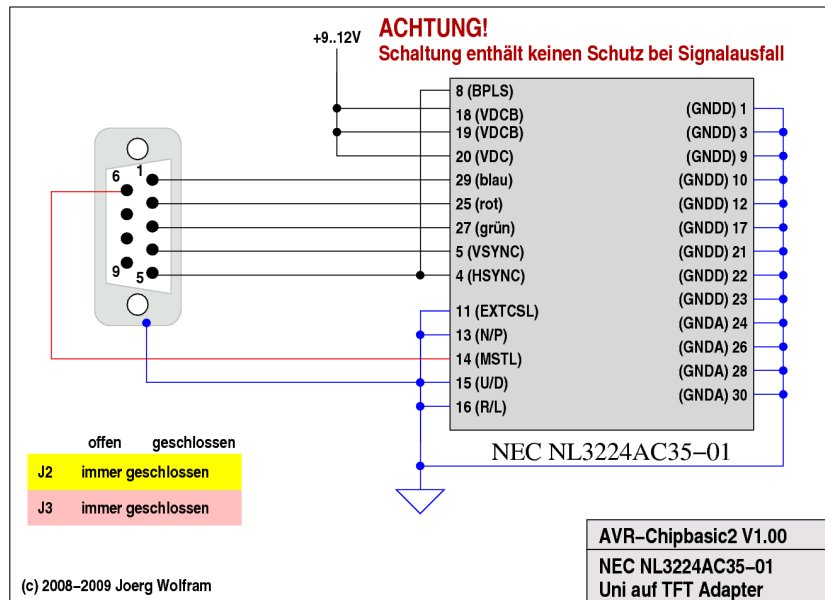 ACHTUNG!
+9..12V
Schaltung enthält keinen Schutz bei Signalausfall
8 (BPLS)
18 (VDCB)
19 (VDCB)
20 (VDC)
29 (blau)
25 (rot)
27 (grün)
5 (VSYNC)
4 (HSYNC)
11 (EXTCSL)
13 (N/P)
14 (MSTL)
15 (U/D)
16 (R/L)
(GNDD) 1
(GNDD) 3
(GNDD) 9
(GNDD) 10
(GNDD) 12
(GNDD) 17
(GNDD) 21
(GNDD) 22
(GNDD) 23
(GNDA) 24
(GNDA) 26
(GNDA) 28
(GNDA) 30
6
1
9
5
NEC NL3224AC35−01
offen geschlossen
J2 immer geschlossen
J3 immer geschlossen
AVR−Chipbasic2 V1.00
NEC NL3224AC35−01
Uni auf TFT Adapter
(c) 2008−2009 Joerg Wolfram